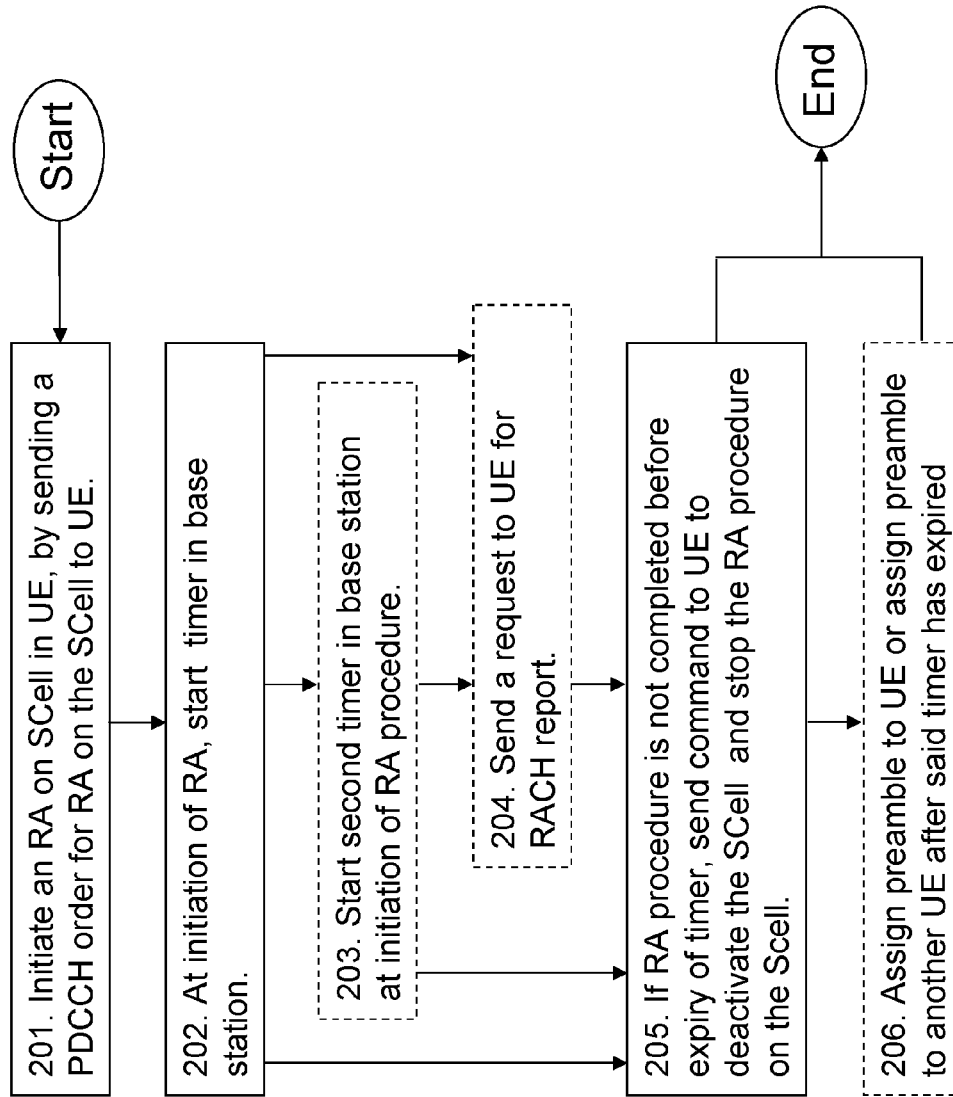 Start
201. Initiate an RA on SCell in UE, by sending a
PDCCH order for RA on the SCell to UE.
202. At initiation of RA, start timer in base
station.
203. Start second timer in base station
at initiation of RA procedure.
204. Send a request to UE for
RACH report.
205. If RA procedure is not completed before
expiry of timer, send command to UE to
deactivate the SCell and stop the RA procedure
on the Scell.
206. Assign preamble to UE or assign preamble
to another UE after said timer has expired
End